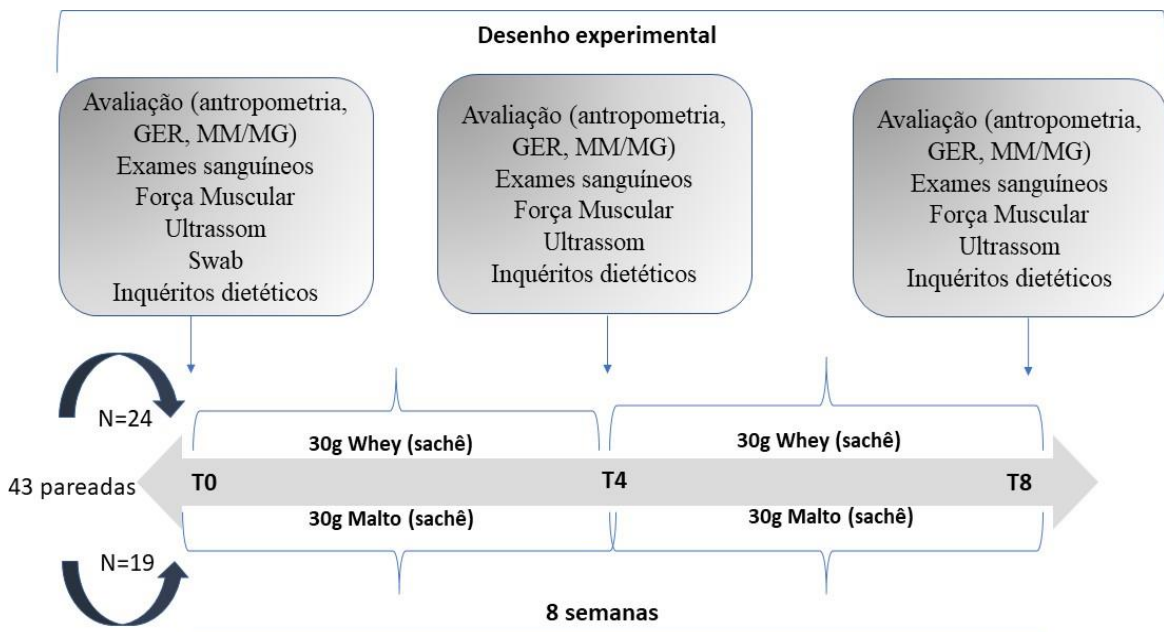 Desenho experimental
Avaliação (antropometria,
GER, MM/MG)
Exames sanguíneos
Força Muscular
Ultrassom
Swab
Inquéritos dietéticos
Avaliação (antropometria,
GER, MM/MG)
Exames sanguíneos
Força Muscular
Ultrassom
Inquéritos dietéticos
Avaliação (antropometria,
GER, MM/MG)
Exames sanguíneos
Força Muscular
Ultrassom
Inquéritos dietéticos
N=24
30g Whey (sachê)
30g Whey (sachê)
43 pareadas
T0
T4
T8
30g Malto (sachê)
30g Malto (sachê)
N=19
8 semanas